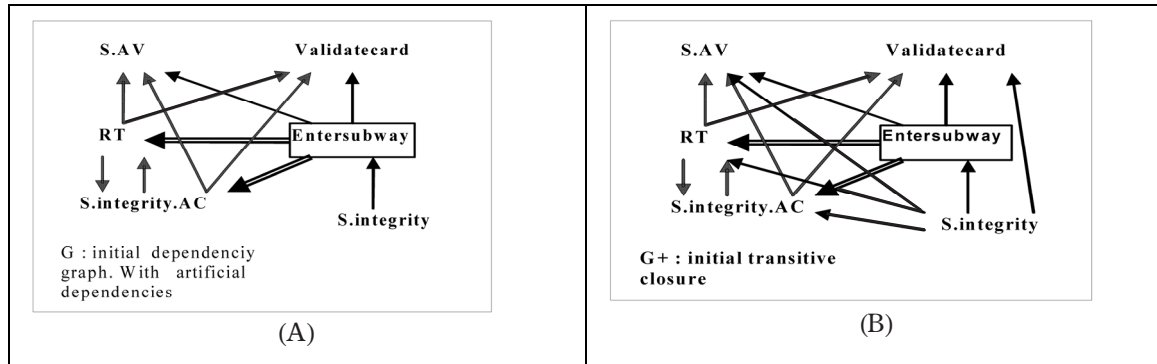 S.AV Validatecard
RT Entersubway
S.integrity.AC
S.integrity
G : initial dependenciy
graph. With artificial
dependencies
(A)
S.AV Validatecard
RT Entersubway
S.integrity.AC
S.integrity
G+ : initial transitive
closure
(B)